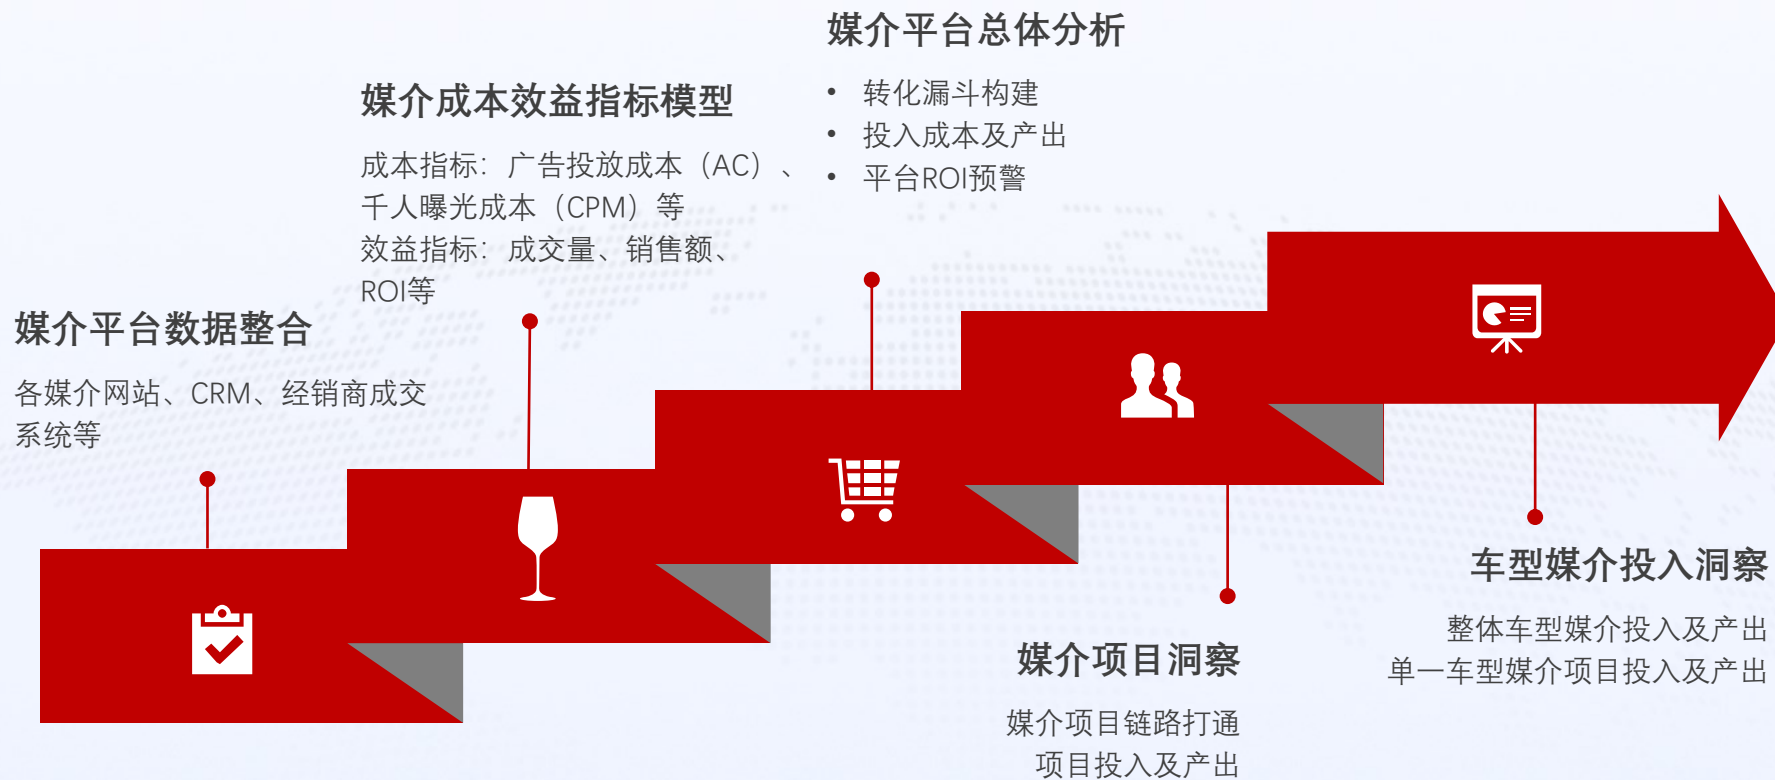 媒介平台数据整合
各媒介网站、CRM、经销商成交
系统等
媒介成本效益指标模型
成本指标：广告投放成本（AC）、
千人曝光成本（CPM）等
效益指标：成交量、销售额、
ROI等
媒介平台总体分析
• 转化漏斗构建
• 投入成本及产出
• 平台ROI预警
媒介项目洞察
媒介项目链路打通
项目投入及产出
车型媒介投入洞察
整体车型媒介投入及产出
单一车型媒介项目投入及产出